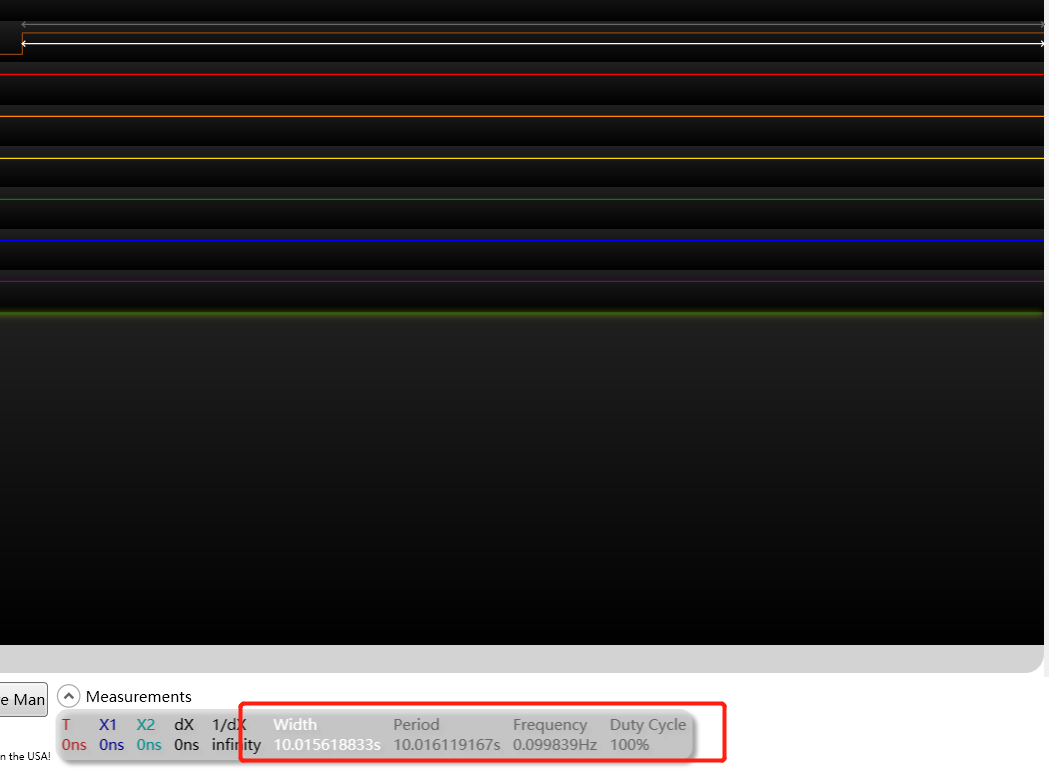 e Man
Measurements
T X1 X2 dX 1/dX Width Period Frequency Duty Cycle
0ns 0ns 0ns 0ns infinity 10.015618833s 10.016119167s 0.099839Hz 100%
n the USA!